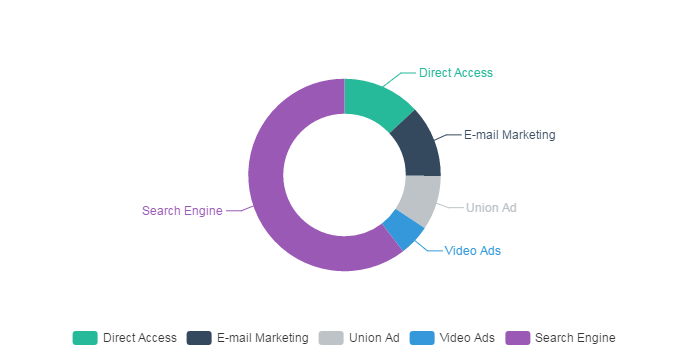 Direct Access
E-mail Marketing
Union Ad
Video Ads
Search Engine
Direct Access E-mail Marketing Union Ad Video Ads Search Engine